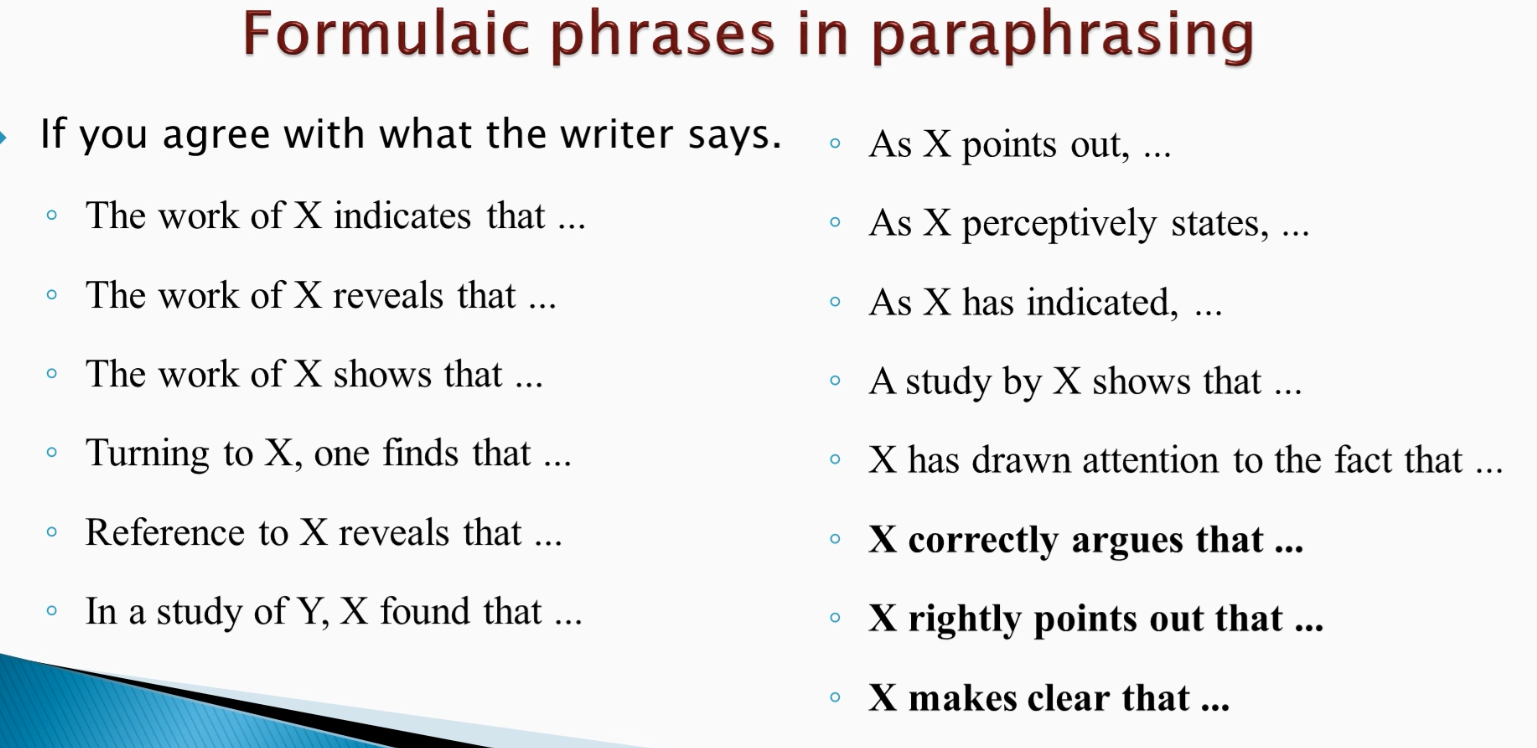 Formulaic phrases in paraphrasing
If you agree with what the writer says.
The work of X indicates that ...
The work of X reveals that ...
The work of X shows that ...
Turning to X, one finds that ...
Reference to X reveals that ...
In a study of Y, X found that ...
As X points out, ...
As X perceptively states, ...
As X has indicated, ...
A study by X shows that ...
X has drawn attention to the fact that ...
X correctly argues that ...
X rightly points out that ...
X makes clear that ...